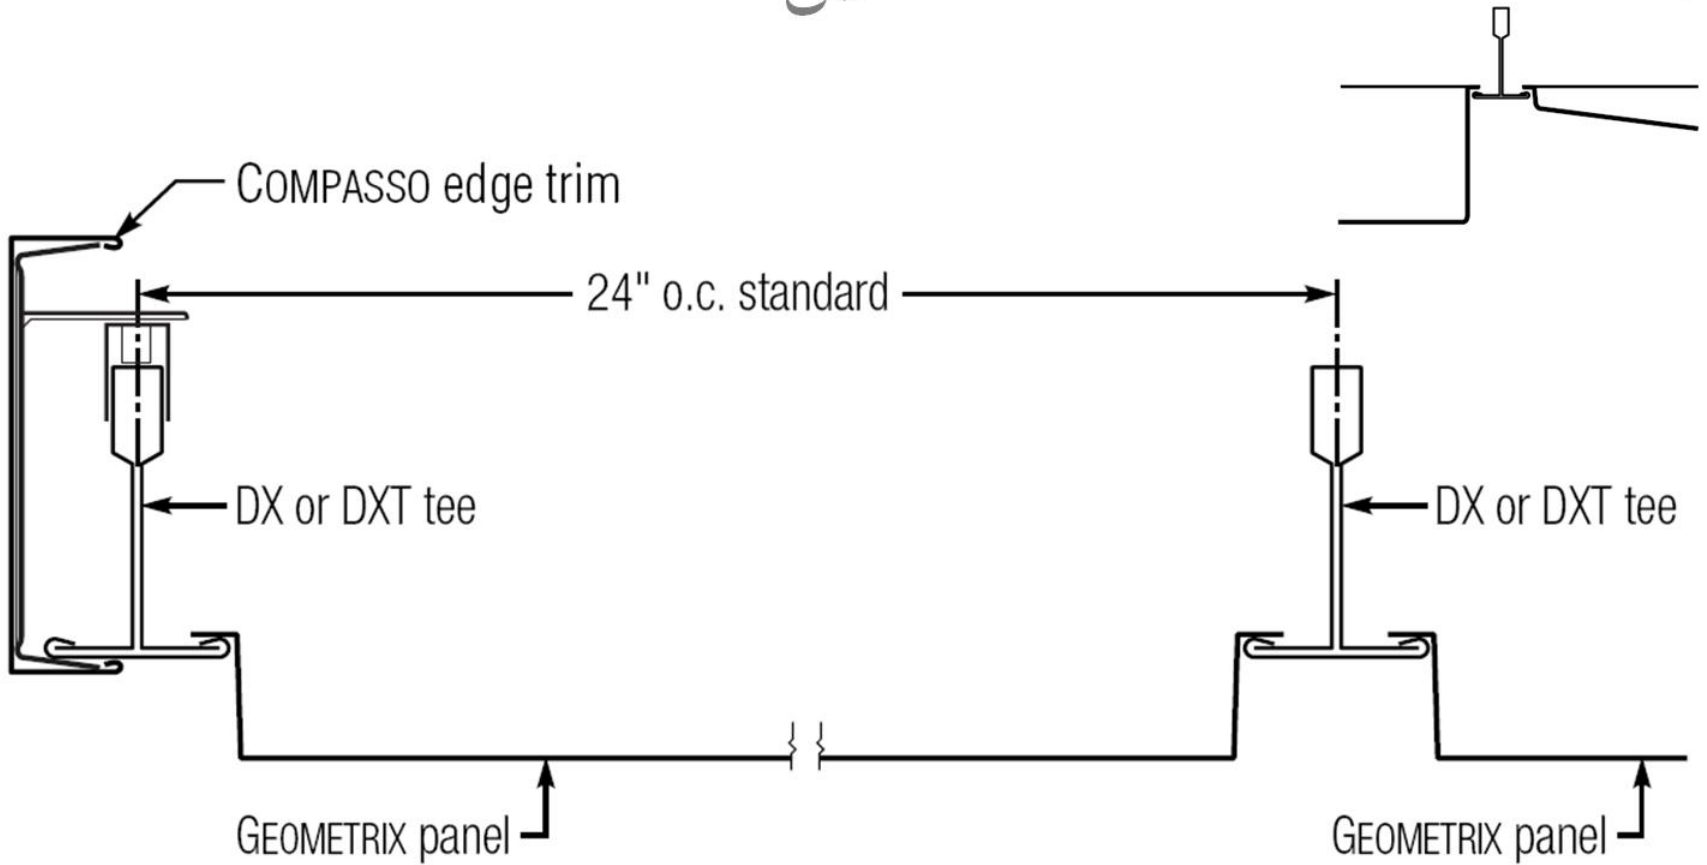 COMPASSO edge trim
24" o.c. standard
DX or DXT tee
DX or DXT tee
GEOMETRIX panel
GEOMETRIX panel